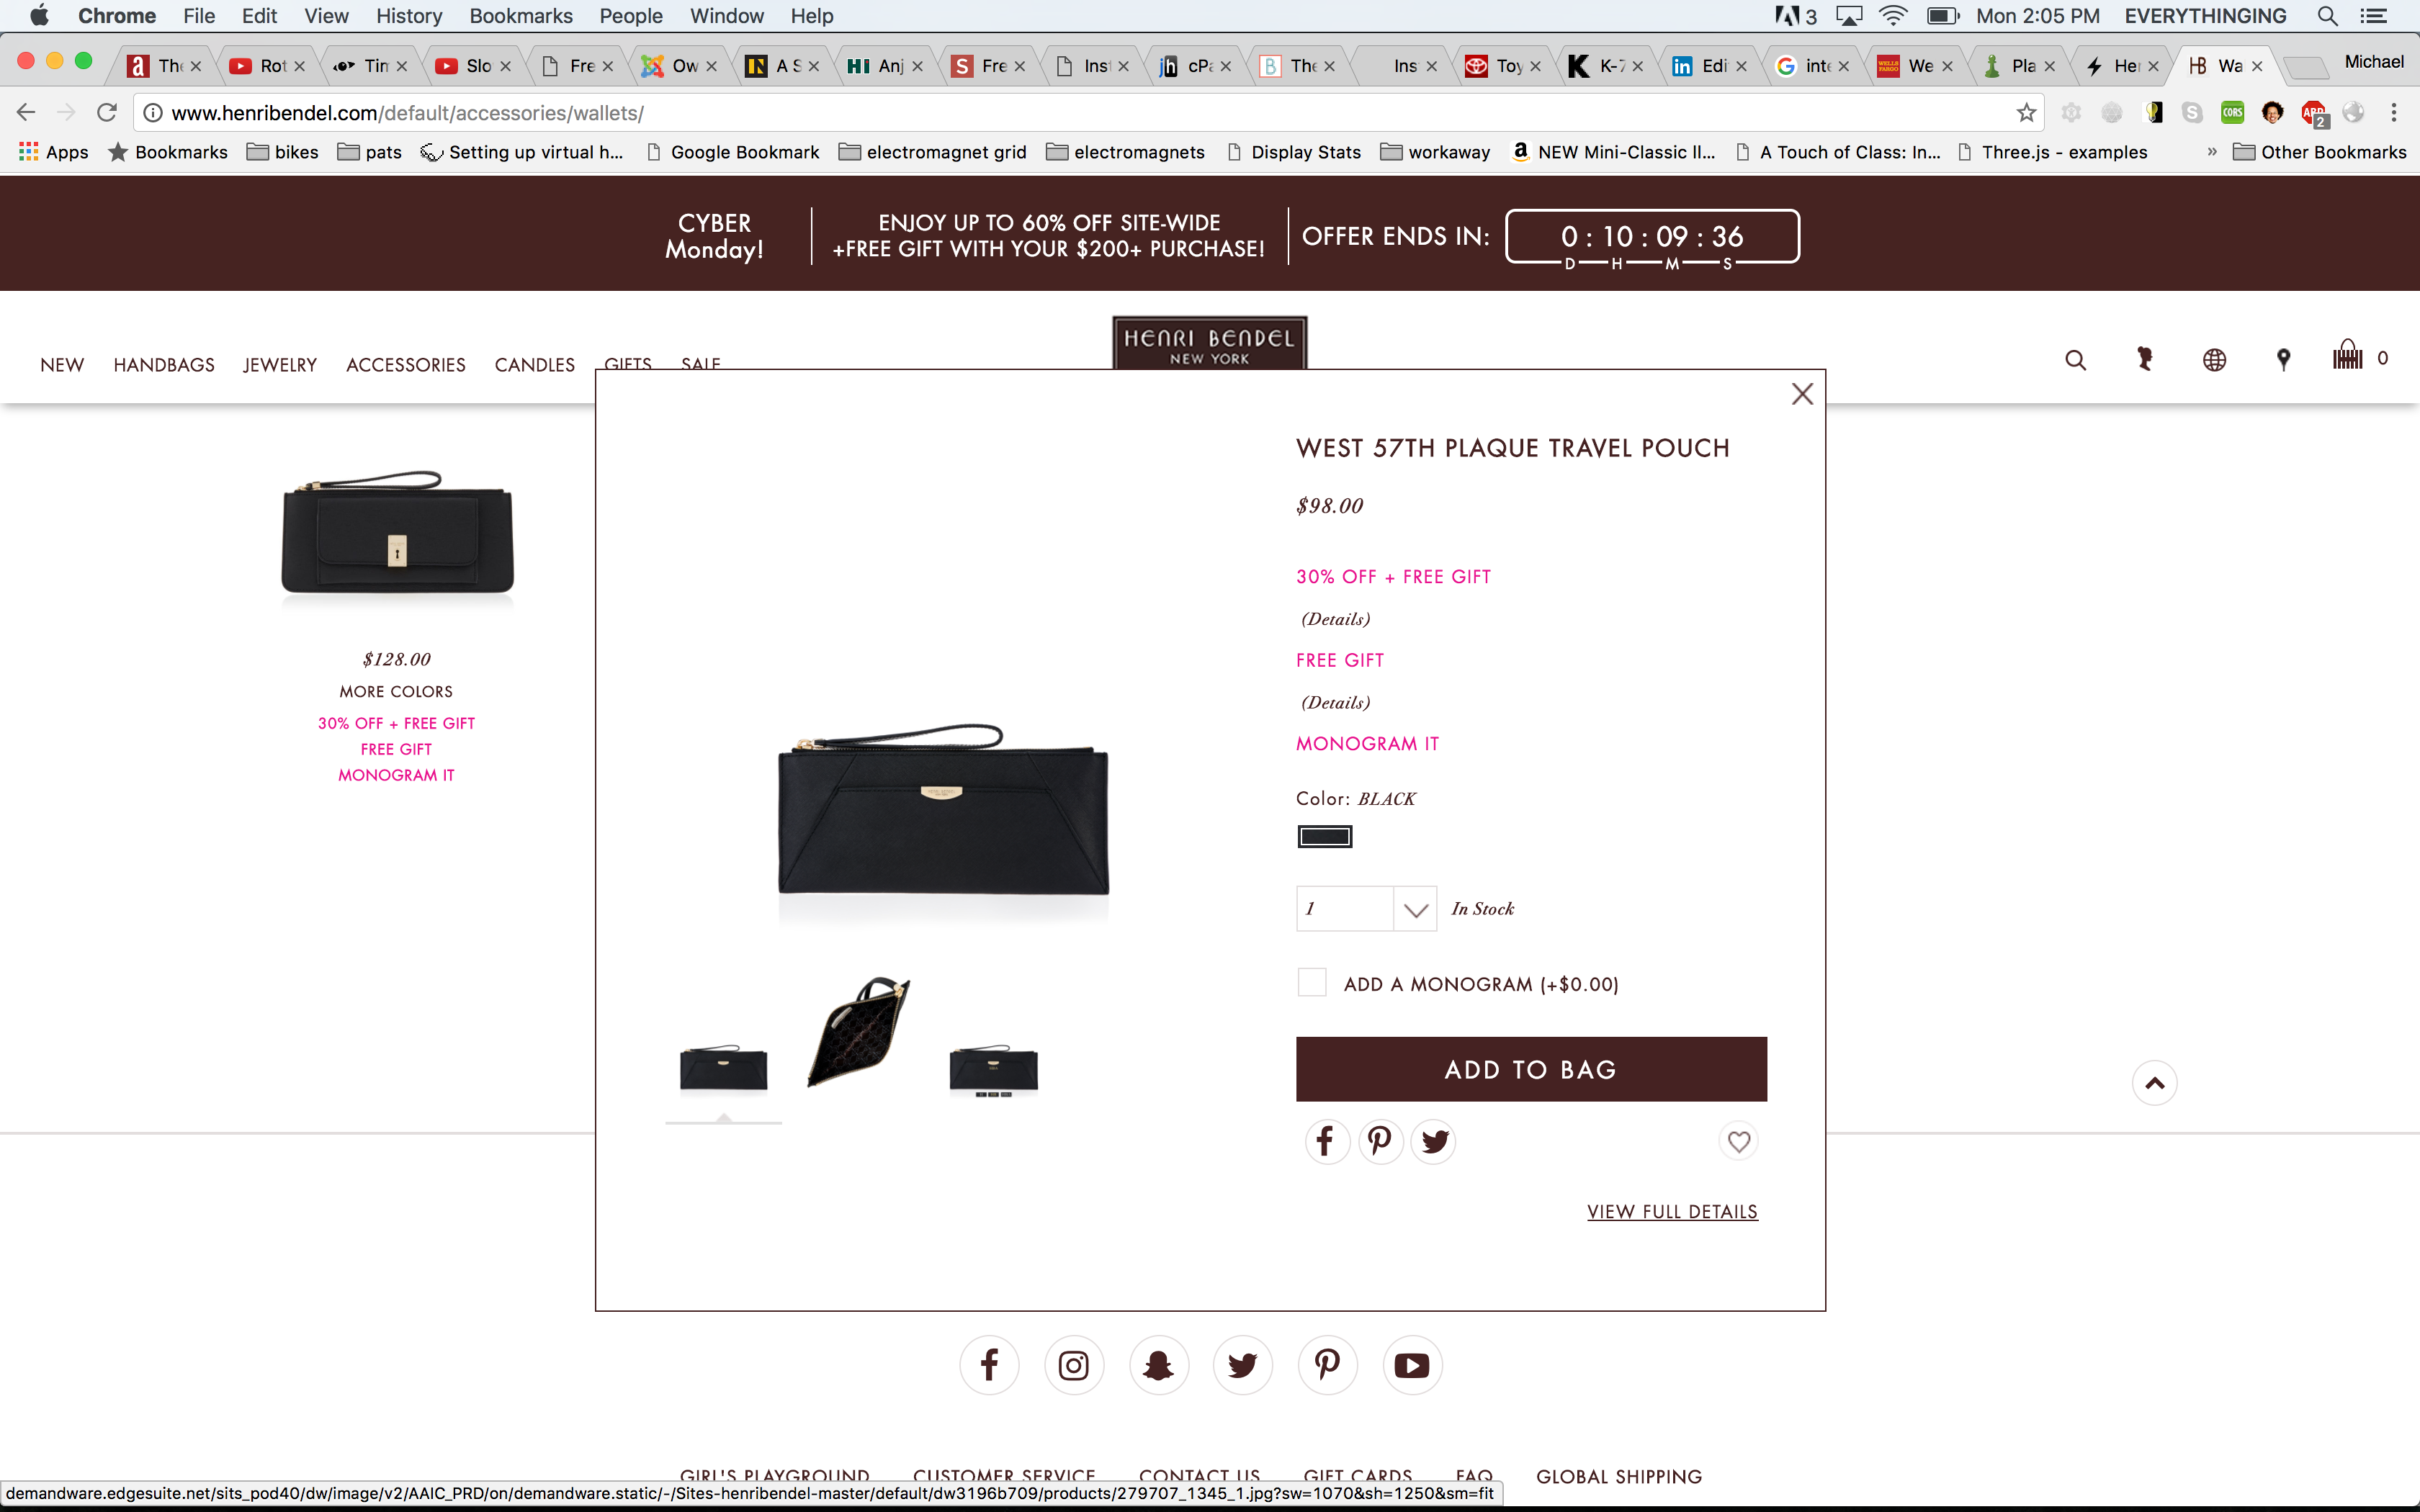 Chrome File Edit View History Bookmarks People Window Help
3 Mon 2:05 PM EVERYTHINGING
The Rot Tim Slo Fre Ow A S Anj Fre Inst cPa The Ins Toy K-7 Edi inte We Pla Her Wa Michael
www.henribendel.com/default/accessories/wallets/
CORS ABP 2
Apps Bookmarks bikes pats Setting up virtual h... Google Bookmark electromagnet grid electromagnets Display Stats workaway NEW Mini-Classic II... A Touch of Class: In... Three.js - examples » Other Bookmarks
CYBER
Monday!
ENJOY UP TO 60% OFF SITE-WIDE
+FREE GIFT WITH YOUR $200+ PURCHASE!
OFFER ENDS IN:
0 : 10 : 09 : 36
D H M S
HENRI BENDEL
NEW YORK
NEW HANDBAGS JEWELRY ACCESSORIES CANDLES GIFTS SALE
0
$128.00
MORE COLORS
30% OFF + FREE GIFT
FREE GIFT
MONOGRAM IT
WEST 57TH PLAQUE TRAVEL POUCH
$98.00
30% OFF + FREE GIFT
(Details)
FREE GIFT
(Details)
MONOGRAM IT
Color: BLACK
1
In Stock
ADD A MONOGRAM (+$0.00)
ADD TO BAG
VIEW FULL DETAILS
GIRL'S PLAYGROUND CUSTOMER SERVICE CONTACT US GIFT CARDS FAQ GLOBAL SHIPPING
demandware.edgesuite.net/sits_pod40/dw/image/v2/AAIC_PRD/on/demandware.static/-/Sites-henribendel-master/default/dw3196b709/products/279707_1345_1.jpg?sw=1070&sh=1250&sm=fit